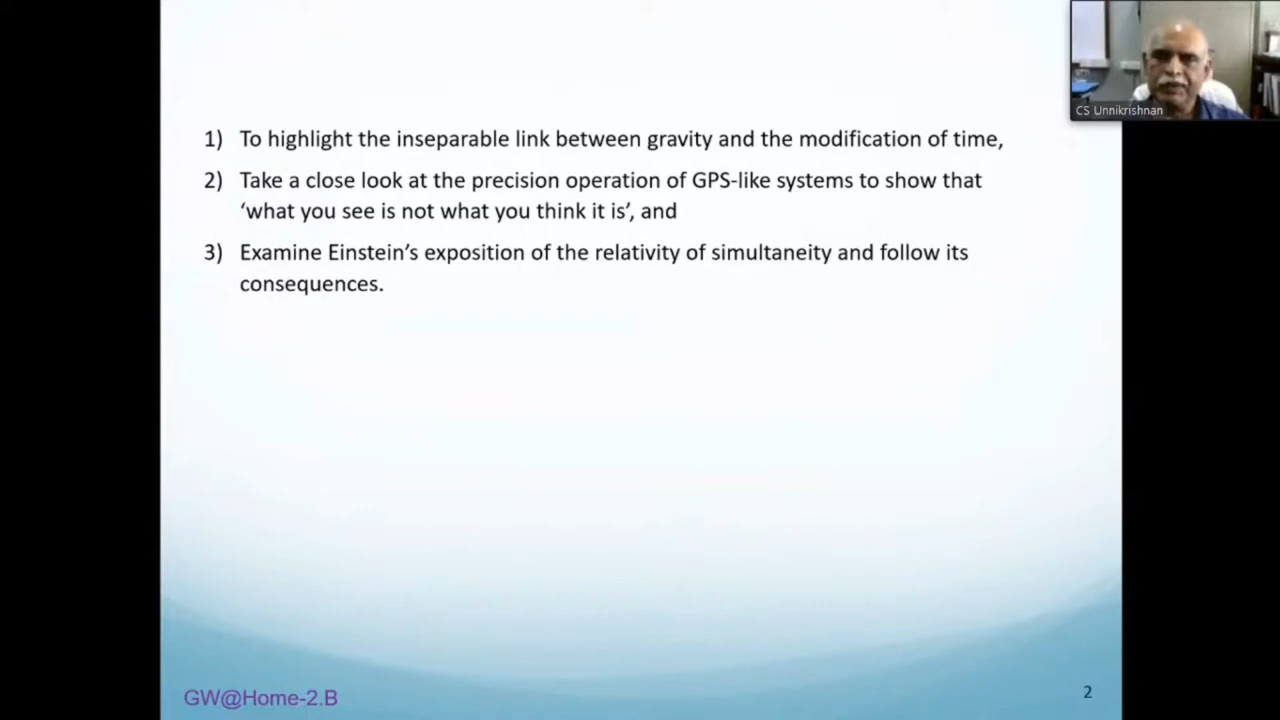 1) To highlight the inseparable link between gravity and the modification of time,
2) Take a close look at the precision operation of GPS-like systems to show that
‘what you see is not what you think it is’, and
3) Examine Einstein’s exposition of the relativity of simultaneity and follow its
consequences.
CS Unnikrishnan
GW@Home-2.B
2